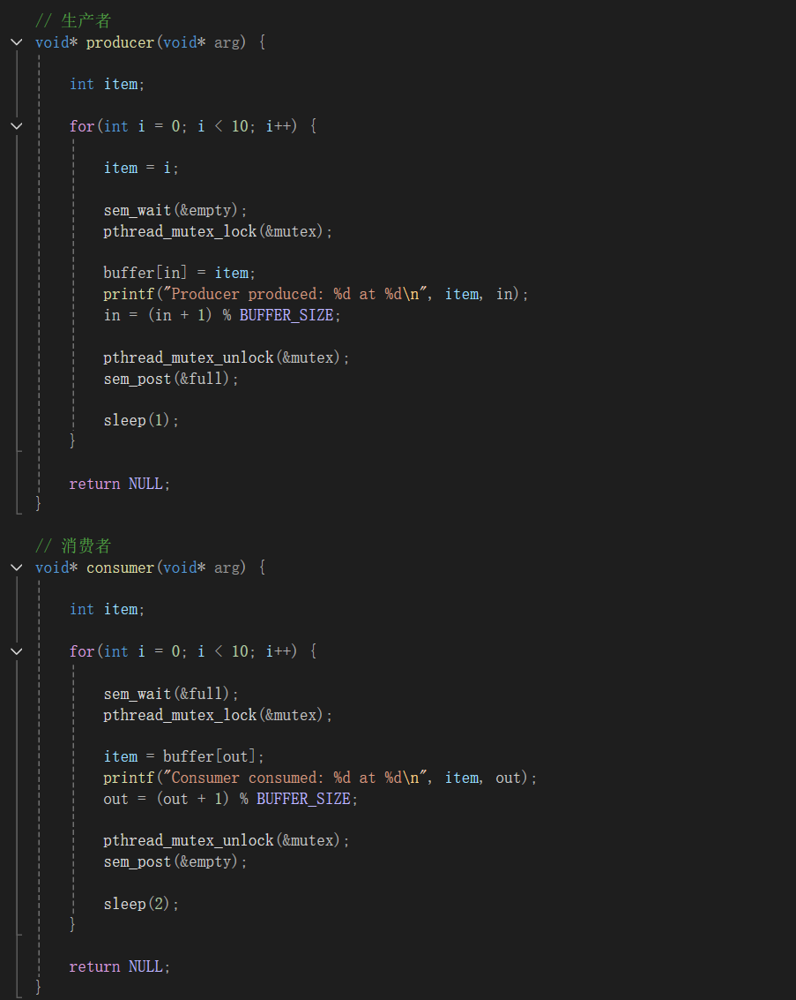 // 生产者
void* producer(void* arg) {
int item;
for(int i = 0; i < 10; i++) {
item = i;
sem_wait(&empty);
pthread_mutex_lock(&mutex);
buffer[in] = item;
printf("Producer produced: %d at %d\n", item, in);
in = (in + 1) % BUFFER_SIZE;
pthread_mutex_unlock(&mutex);
sem_post(&full);
sleep(1);
}
return NULL;
}
// 消费者
void* consumer(void* arg) {
int item;
for(int i = 0; i < 10; i++) {
sem_wait(&full);
pthread_mutex_lock(&mutex);
item = buffer[out];
printf("Consumer consumed: %d at %d\n", item, out);
out = (out + 1) % BUFFER_SIZE;
pthread_mutex_unlock(&mutex);
sem_post(&empty);
sleep(2);
}
return NULL;
}